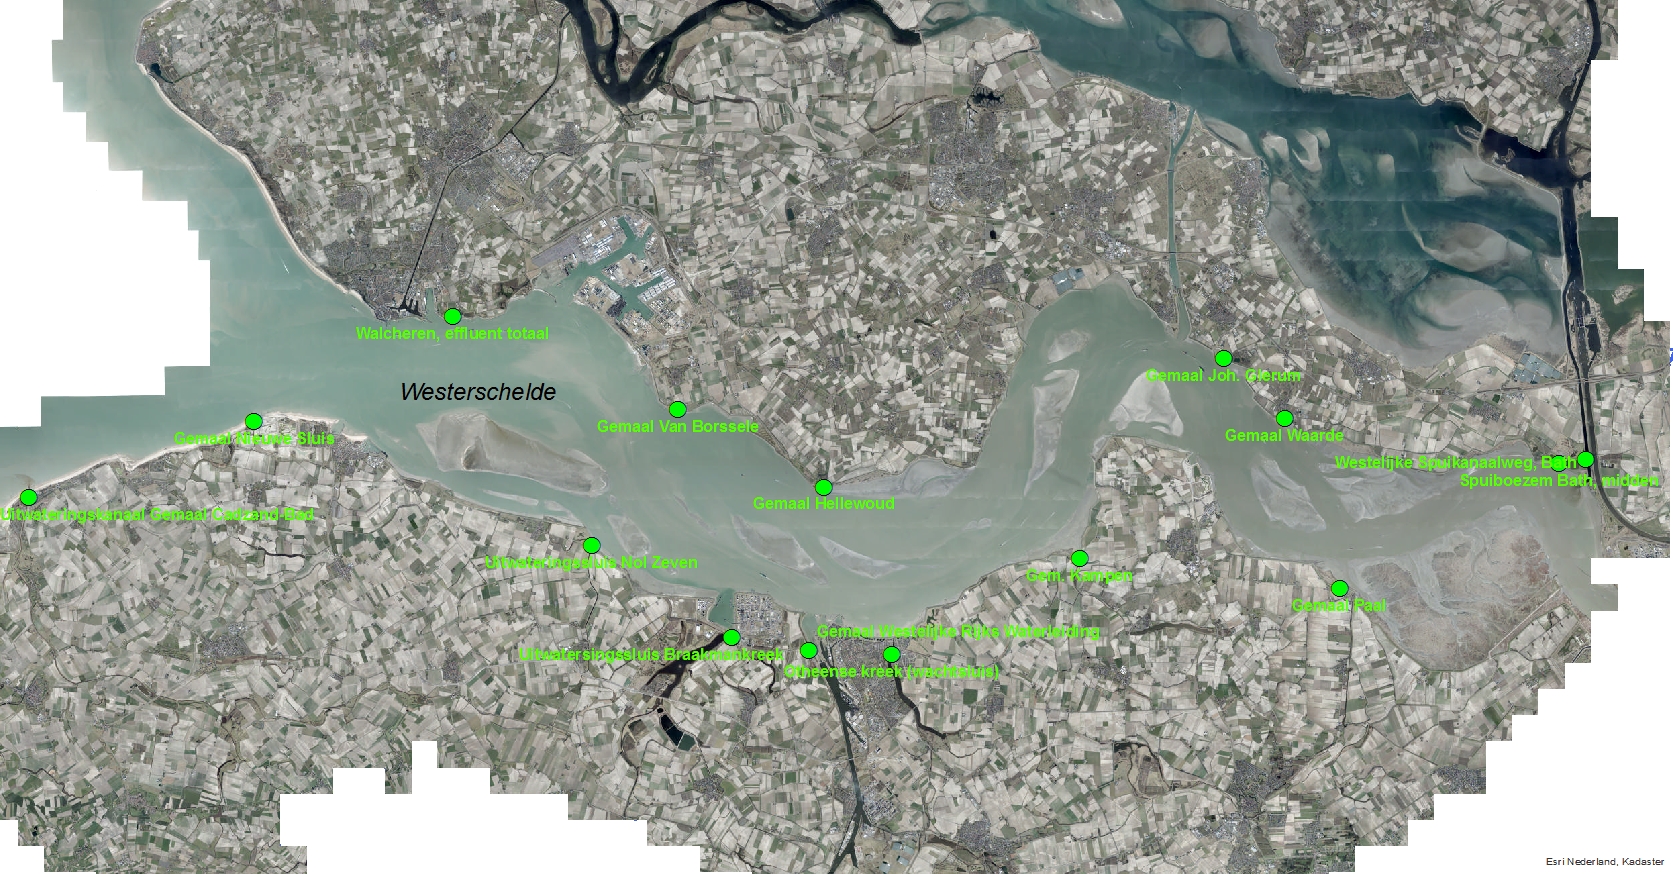 Walcheren, effluent totaal
Gemaal Joh. Glerum
Westerschelde
Gemaal Van Borssele
Gemaal Nieuwe Sluis
Gemaal Waarde
Westelijke Spuikanaalweg, Bath
Spuiboezem Bath, midden
Gemaal Hellewoud
Uitwateringskanaal Gemaal Cadzand-Bad
Uitwateringssluis Nol Zeven
Gem. Kampen
Gemaal Paal
Gemaal Westelijke Rijks Waterleiding
Uitwatersingssluis Braakmankreek
Otheense kreek (wachtsluis)
Esri Nederland, Kadaster